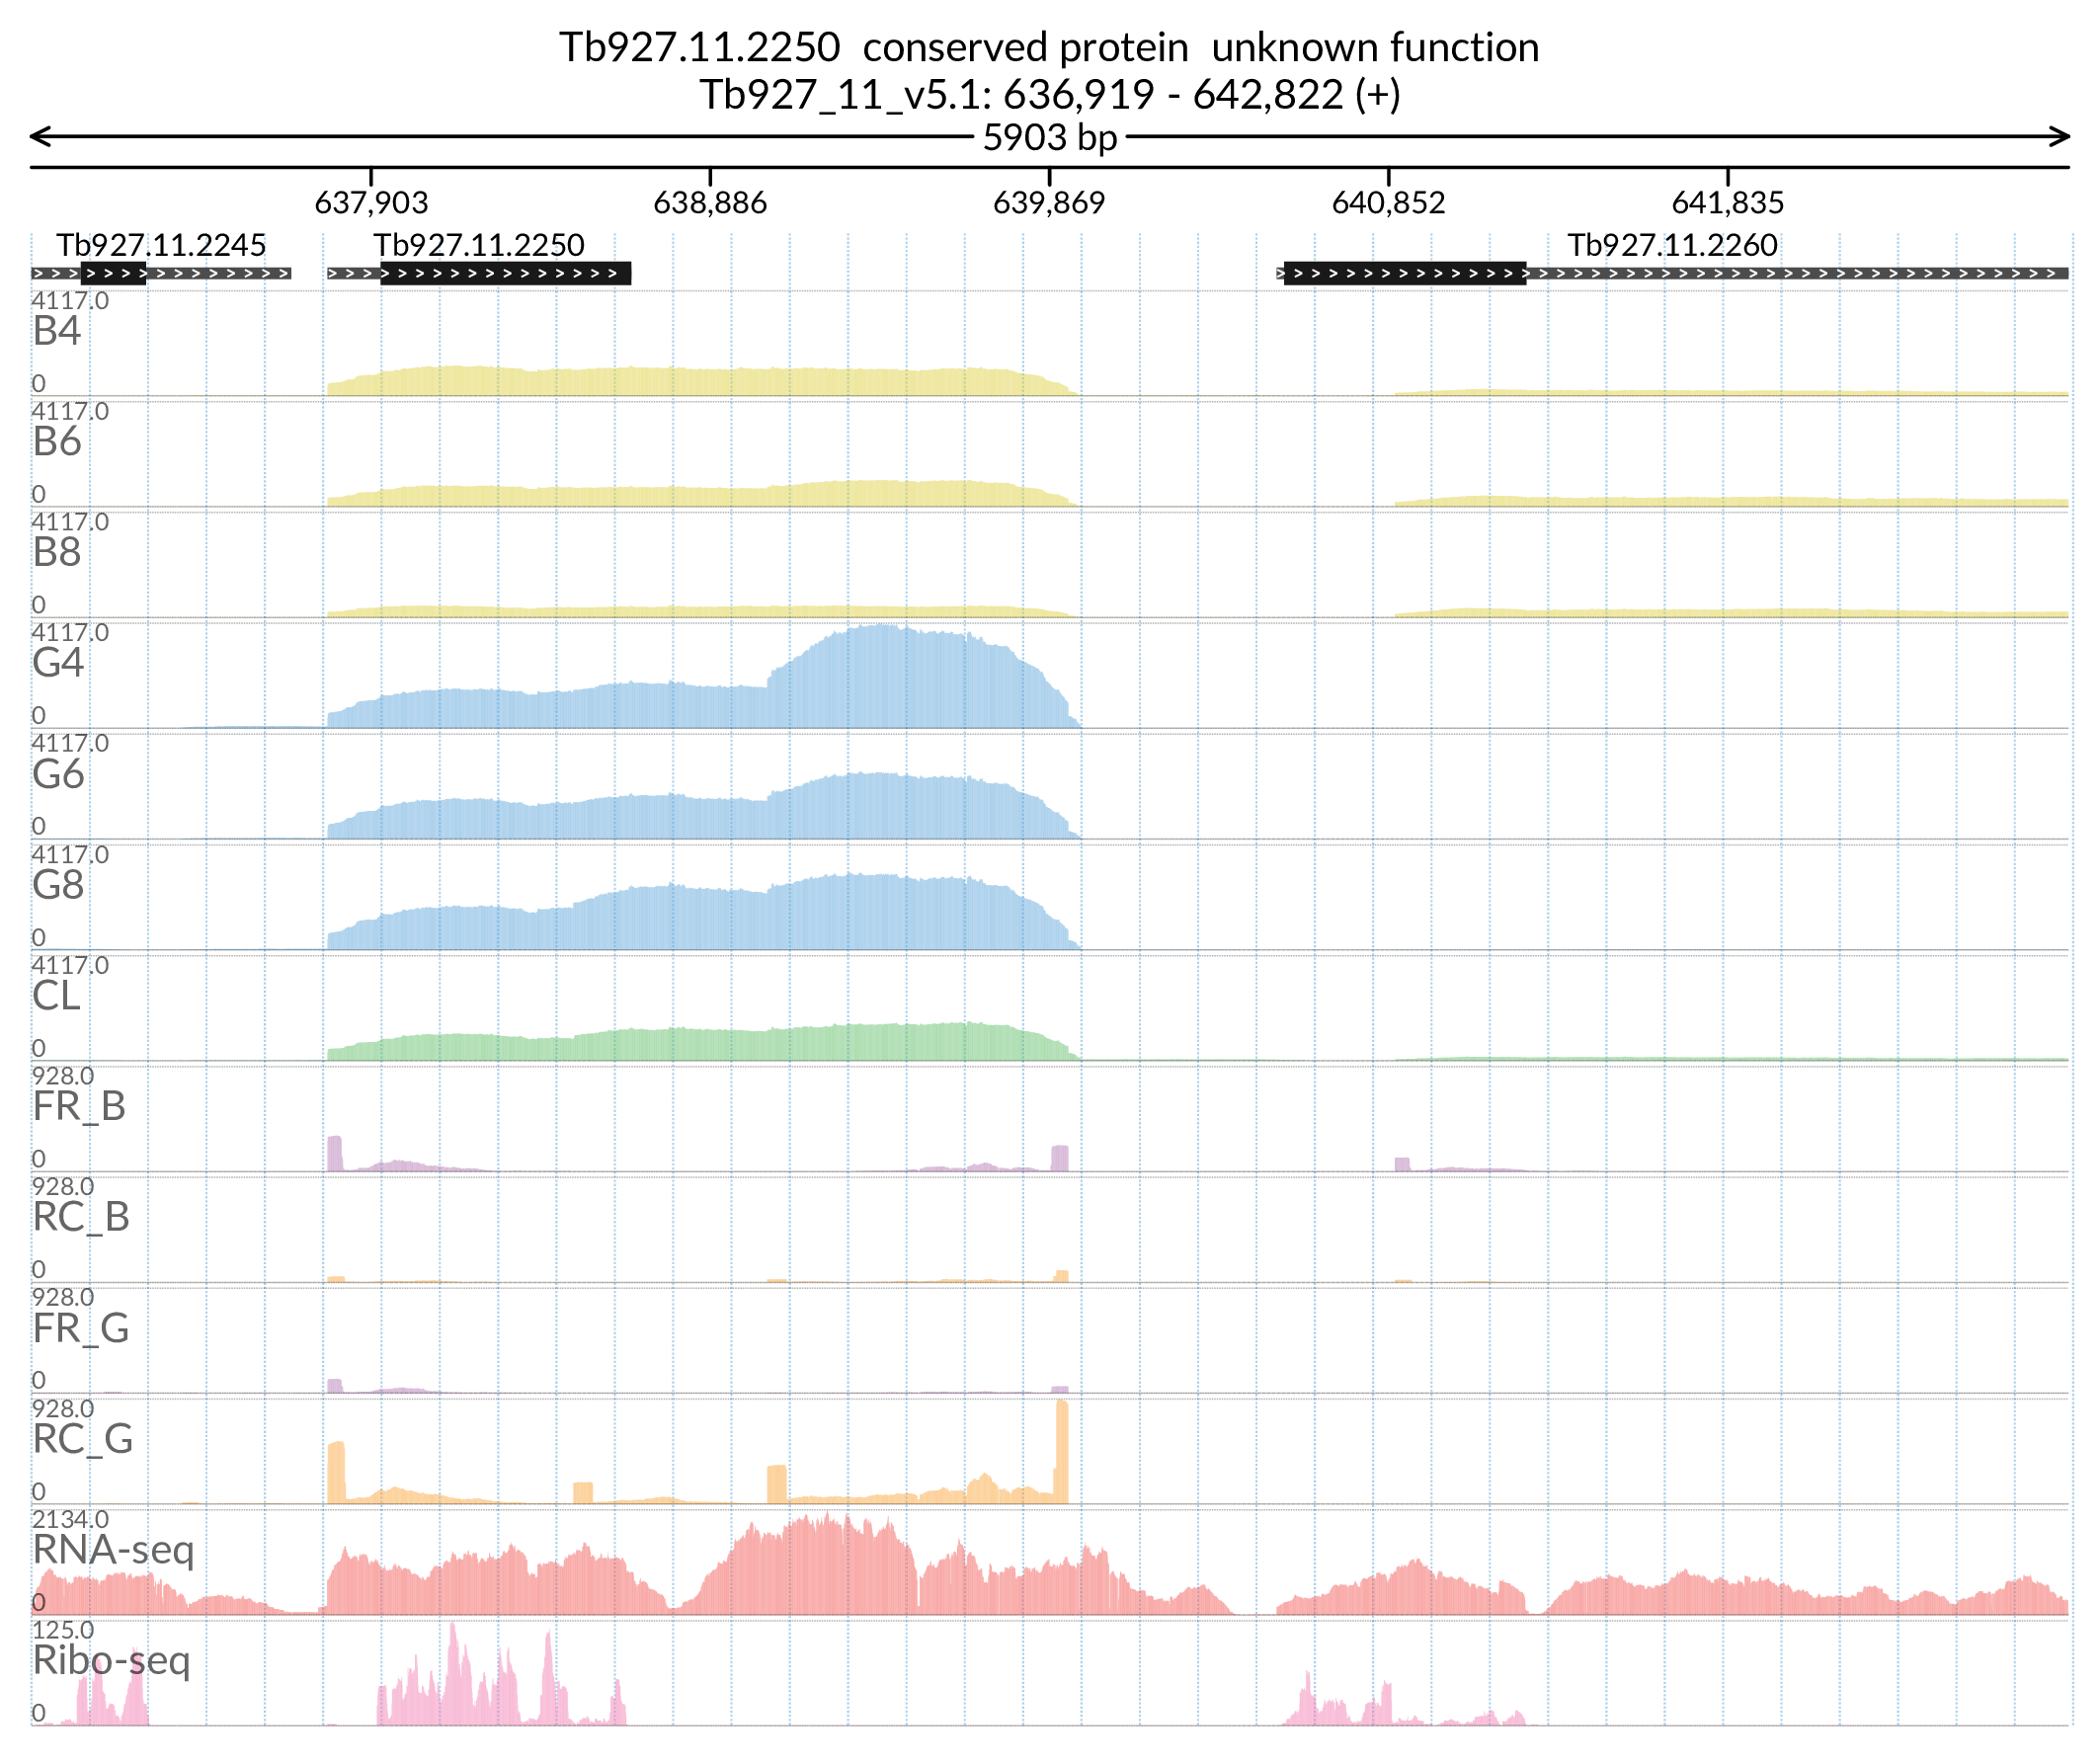 Tb927.11.2250 conserved protein unknown function
Tb927_11_v5.1: 636,919 - 642,822 (+)
5903 bp
637,903 638,886 639,869 640,852 641,835
Tb927.11.2245 Tb927.11.2250 Tb927.11.2260
4117.0
B4
0
4117.0
B6
0
4117.0
B8
0
4117.0
G4
0
4117.0
G6
0
4117.0
G8
0
4117.0
CL
0
928.0
FR_B
0
928.0
RC_B
0
928.0
FR_G
0
928.0
RC_G
0
2134.0
RNA-seq
0
125.0
Ribo-seq
0